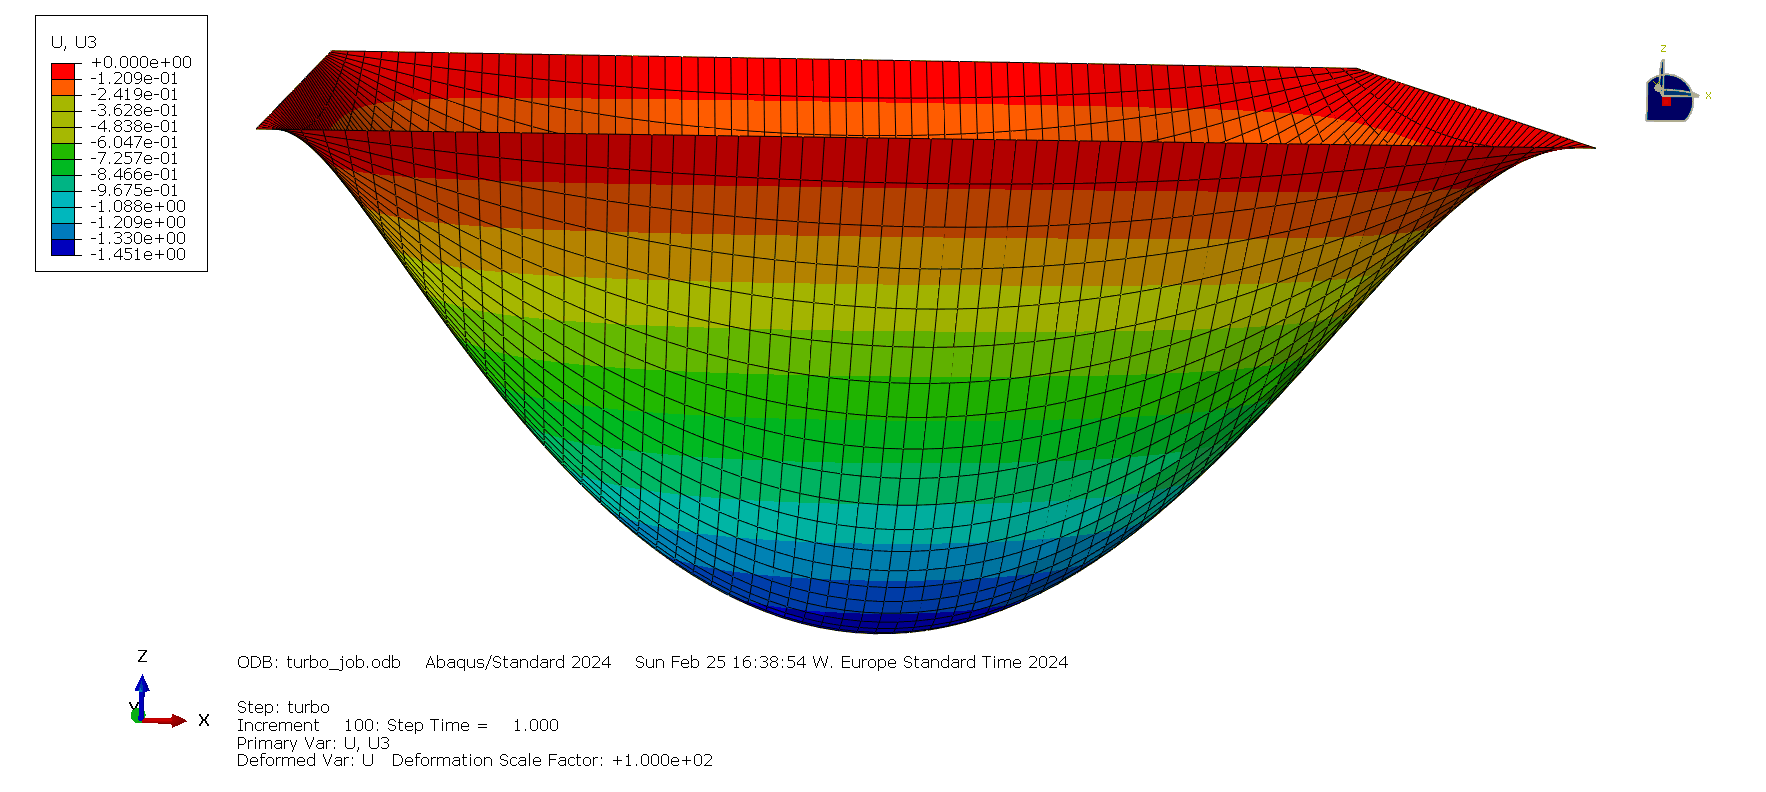 U, U3
+0.000e+00
-1.209e-01
-2.419e-01
-3.628e-01
-4.838e-01
-6.047e-01
-7.257e-01
-8.466e-01
-9.675e-01
-1.088e+00
-1.209e+00
-1.330e+00
-1.451e+00
Z
X
Z
Y
X
ODB: turbo_job.odb Abaqus/Standard 2024 Sun Feb 25 16:38:54 W. Europe Standard Time 2024
Step: turbo
Increment 100: Step Time = 1.000
Primary Var: U, U3
Deformed Var: U Deformation Scale Factor: +1.000e+02